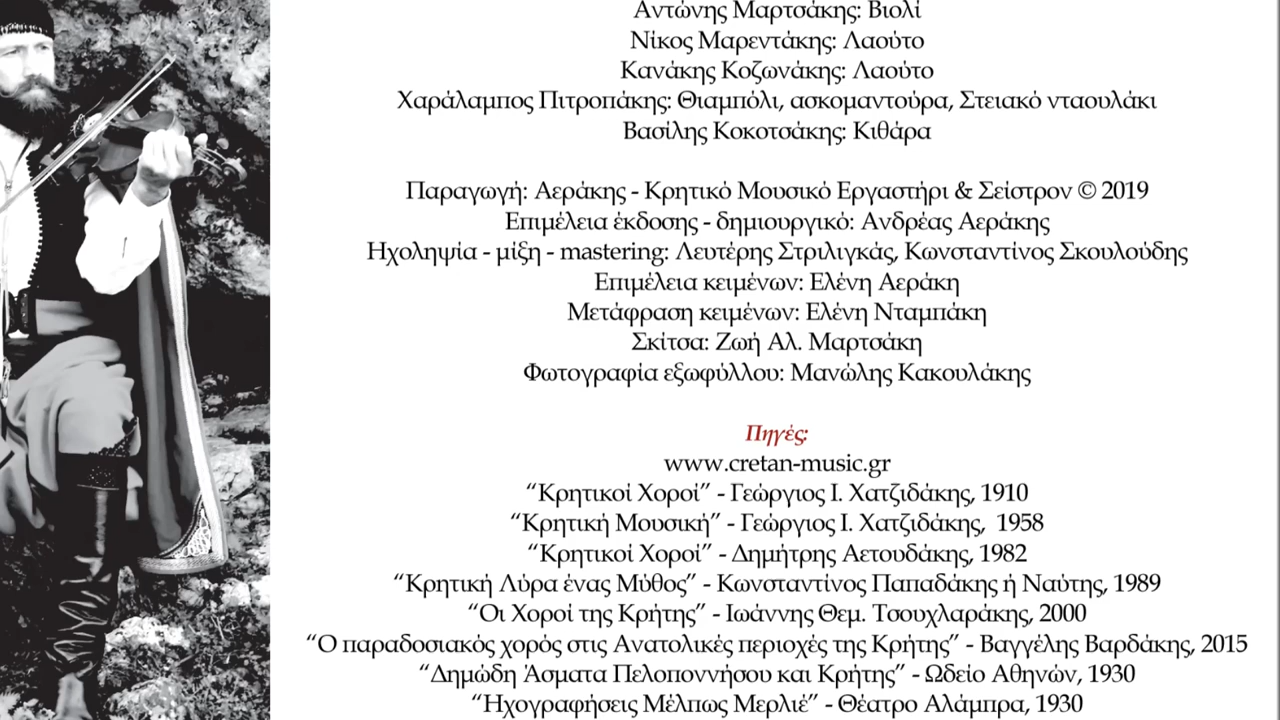 Αντώνης Μαρτσάκης: Βιολί
Νίκος Μαρεντάκης: Λαούτο
Κανάκης Κοζωνάκης: Λαούτο
Χαράλαμπος Πιτροπάκης: Θιαμπόλι, ασκομαντούρα, Στειακό νταουλάκι
Βασίλης Κοκοτσάκης: Κιθάρα
Παραγωγή: Αεράκης - Κρητικό Μουσικό Εργαστήρι & Σείστρον © 2019
Επιμέλεια έκδοσης - δημιουργικό: Ανδρέας Αεράκης
Ηχοληψία - μίξη - mastering: Λευτέρης Στριλιγκάς, Κωνσταντίνος Σκουλούδης
Επιμέλεια κειμένων: Ελένη Αεράκη
Μετάφραση κειμένων: Ελένη Νταμπάκη
Σκίτσα: Ζωή Αλ. Μαρτσάκη
Φωτογραφία εξωφύλλου: Μανώλης Κακουλάκης
Πηγές:
www.cretan-music.gr
“Κρητικοί Χοροί” - Γεώργιος Ι. Χατζιδάκης, 1910
“Κρητική Μουσική” - Γεώργιος Ι. Χατζιδάκης, 1958
“Κρητικοί Χοροί” - Δημήτρης Αετουδάκης, 1982
“Κρητική Λύρα ένας Μύθος” - Κωνσταντίνος Παπαδάκης ή Ναύτης, 1989
“Οι Χοροί της Κρήτης” - Ιωάννης Θεμ. Τσουχλαράκης, 2000
“Ο παραδοσιακός χορός στις Ανατολικές περιοχές της Κρήτης” - Βαγγέλης Βαρδάκης, 2015
“Δημώδη Άσματα Πελοποννήσου και Κρήτης” - Ωδείο Αθηνών, 1930
“Ηχογραφήσεις Μέλπως Μερλιέ” - Θέατρο Αλάμπρα, 1930